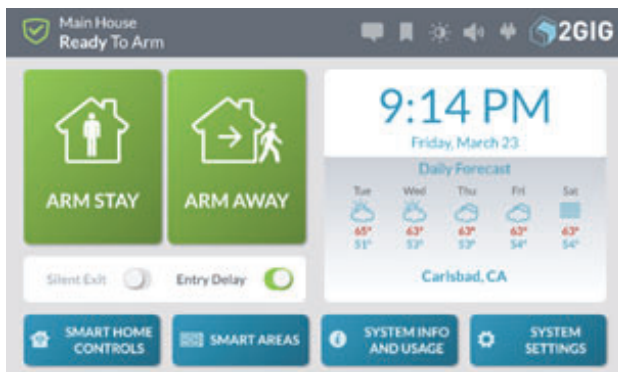 Main House
Ready To Arm
2GIG
ARM STAY
ARM AWAY
9:14 PM
Friday, March 23
Daily Forecast
Tue Wed Thu Fri Sat
65° 63° 63° 63° 63°
51° 53° 53° 54° 54°
Carlsbad, CA
Silent Exit
Entry Delay
SMART HOME
CONTROLS
SMART AREAS
SYSTEM INFO
AND USAGE
SYSTEM
SETTINGS